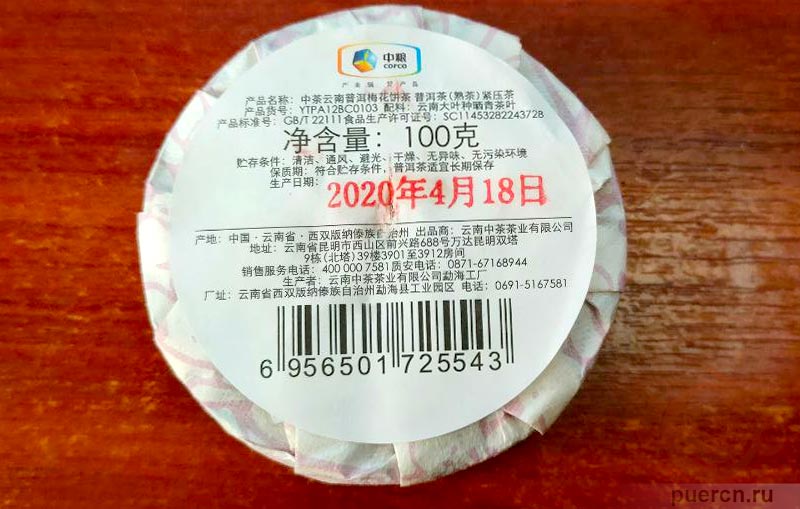 中粮
COFCO
产品名称：中茶云南普洱梅花饼茶 普洱茶(熟茶)紧压茶
产品货号：YTPA12BC0103 配料：云南大叶种晒青茶叶
产品标准号：GB/T 22111食品生产许可证号：SC11453282243728
净含量：100克
贮存条件：清洁、通风、避光、干燥、无异味、无污染环境
保质期：符合贮存条件，普洱茶适宜长期保存
生产日期：
2020年4月18日
产地：中国·云南省·西双版纳傣族自治州 出品商：云南中茶茶业有限公司
地址：云南省昆明市西山区前兴路688号万达昆明双塔
9栋(北塔)39楼3901至3912房间
销售服务电话：400 000 7581质安电话：0871-67168944
生产者：云南中茶茶业有限公司勐海工厂
厂址：云南省西双版纳傣族自治州勐海县工业园区 电话：0691-5167581
6 956501 725543
puercn.ru